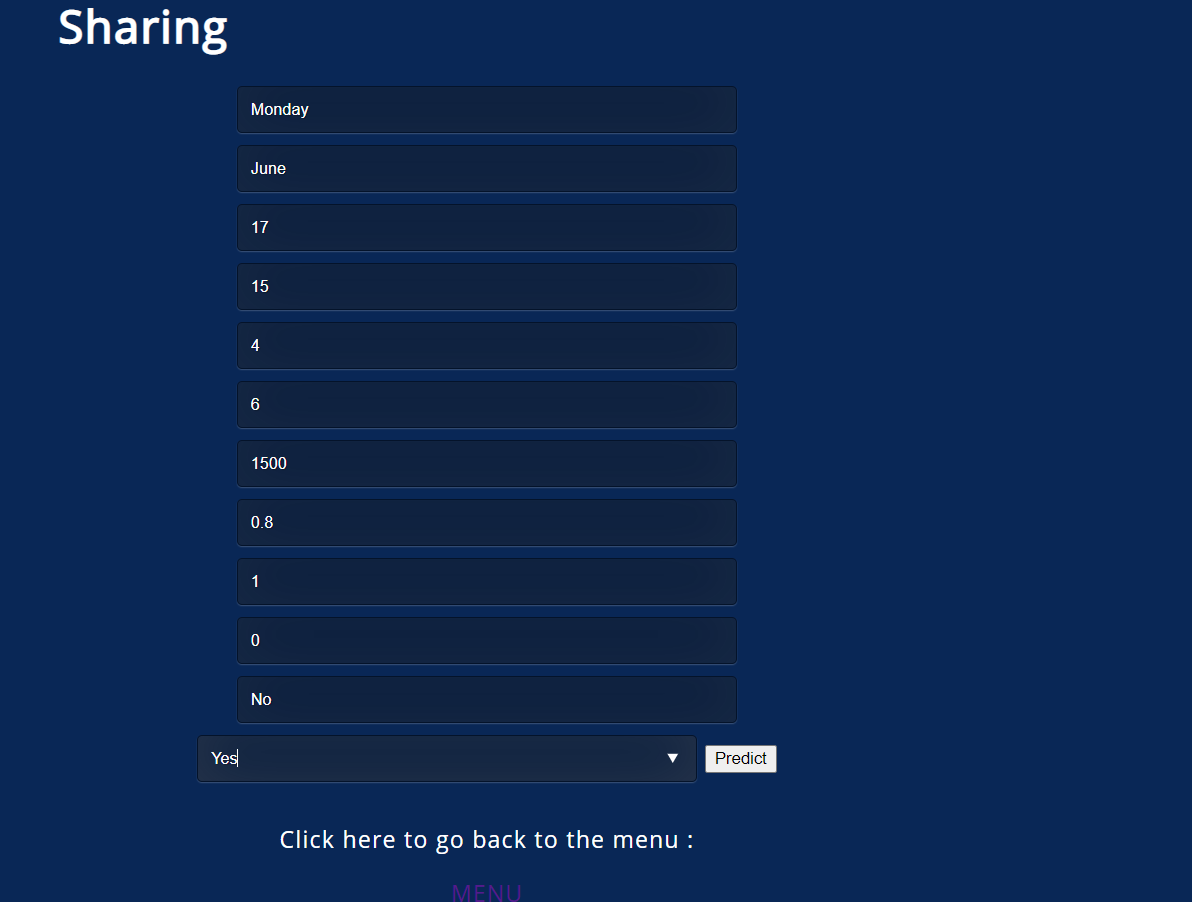 Sharing
Monday
June
17
15
4
6
1500
0.8
1
0
No
Yes
Predict
Click here to go back to the menu :
MENU